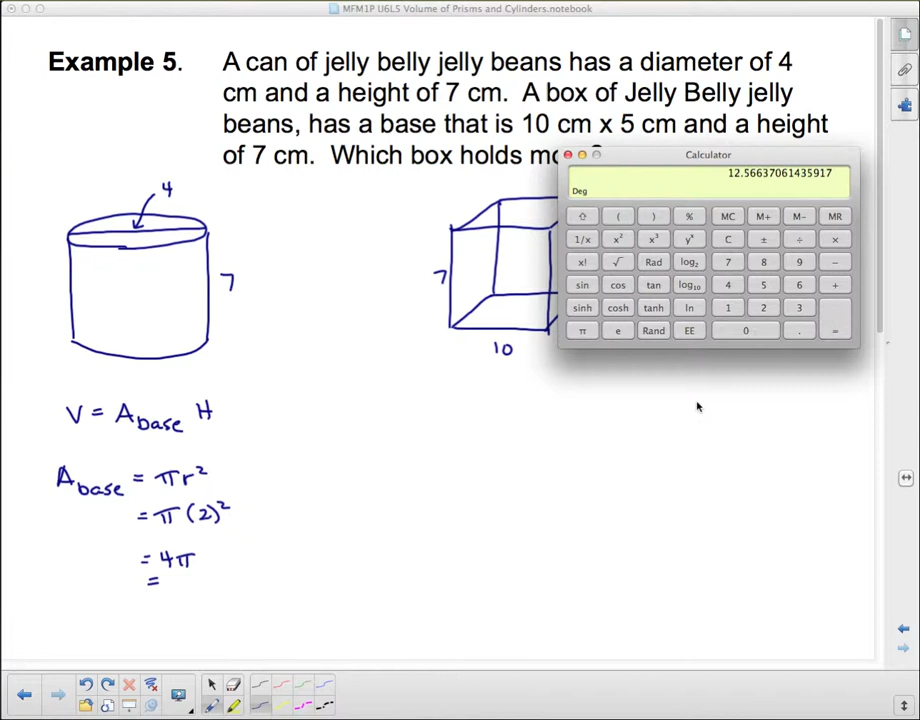 MFM1P U6L5 Volume of Prisms and Cylinders.notebook
Example 5. A can of jelly belly jelly beans has a diameter of 4
cm and a height of 7 cm. A box of Jelly Belly jelly
beans, has a base that is 10 cm x 5 cm and a height
of 7 cm. Which box holds
Calculator
12.56637061435917
Deg
( ) % MC M+ M- MR
1/x x² x³ yˣ C ± ÷ ×
x! √ Rad log₂ 7 8 9 −
sin cos tan log₁₀ 4 5 6 +
sinh cosh tanh ln 1 2 3
π e Rand EE 0 . =
4
7
7
10
V = A base H
A base = πr²
= π(2)²
= 4π
=